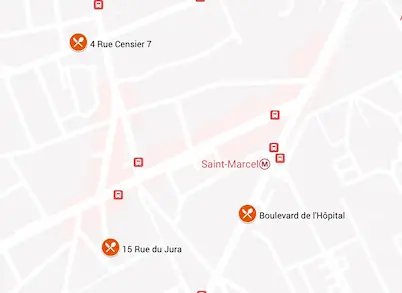 4 Rue Censier 7
Saint-Marcel M
Boulevard de l'Hôpital
15 Rue du Jura